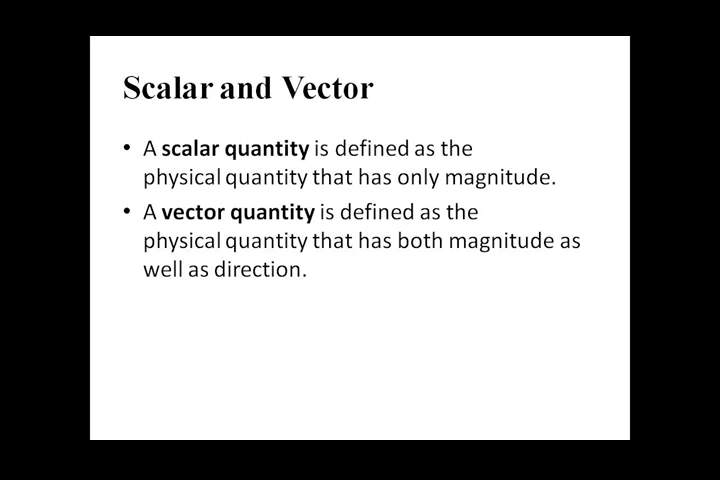 Scalar and Vector
• A scalar quantity is defined as the
physical quantity that has only magnitude.
• A vector quantity is defined as the
physical quantity that has both magnitude as
well as direction.